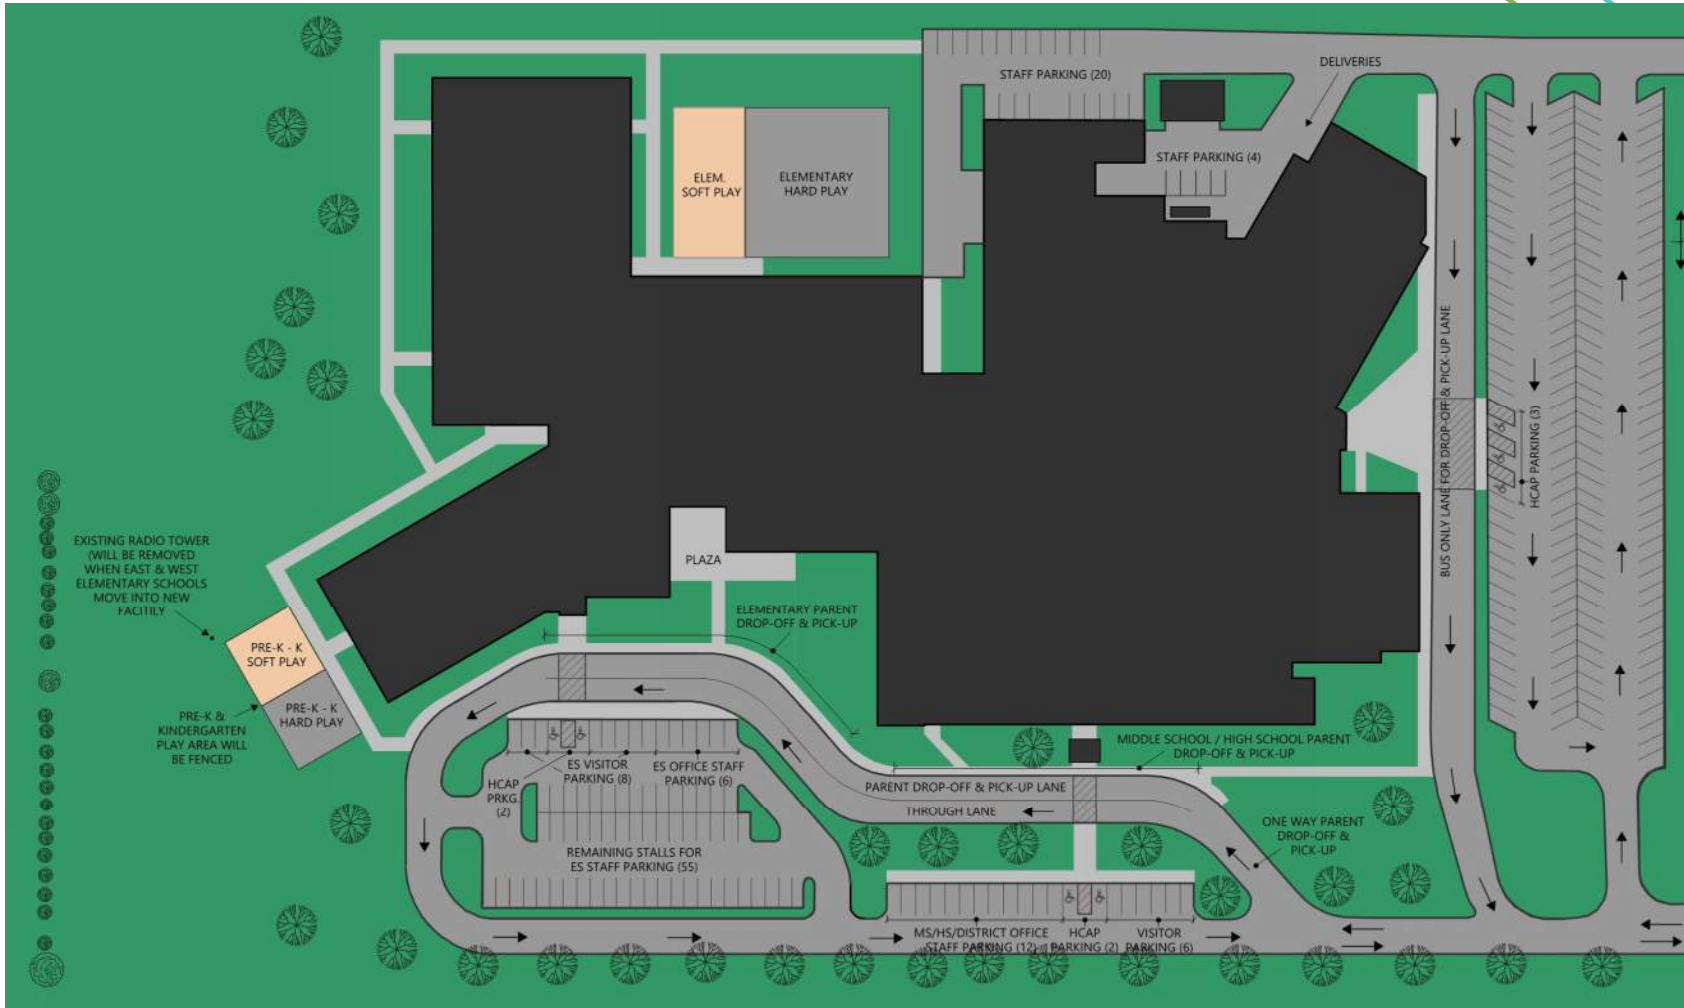 STAFF PARKING (20)
DELIVERIES
STAFF PARKING (4)
ELEM.
SOFT PLAY
ELEMENTARY
HARD PLAY
BUS ONLY LANE FOR DROP-OFF & PICK-UP LANE
HCAP PARKING (3)
EXISTING RADIO TOWER
(WILL BE REMOVED
WHEN EAST & WEST
ELEMENTARY SCHOOLS
MOVE INTO NEW
FACITILY
PLAZA
ELEMENTARY PARENT
DROP-OFF & PICK-UP
PRE-K - K
SOFT PLAY
PRE-K - K
HARD PLAY
PRE-K &
KINDERGARTEN
PLAY AREA WILL
BE FENCED
MIDDLE SCHOOL / HIGH SCHOOL PARENT
DROP-OFF & PICK-UP
ES VISITOR
PARKING (8)
ES OFFICE STAFF
PARKING (6)
HCAP
PRKG.
(2)
PARENT DROP-OFF & PICK-UP LANE
THROUGH LANE
ONE WAY PARENT
DROP-OFF &
PICK-UP
REMAINING STALLS FOR
ES STAFF PARKING (55)
MS/HS/DISTRICT OFFICE
STAFF PARKING (12)
HCAP
PARKING (2)
VISITOR
PARKING (6)